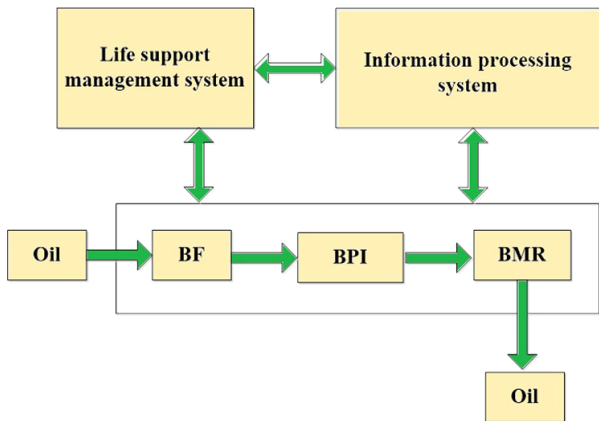 Life support
management system
Information processing
system
Oil
BF
BPI
BMR
Oil